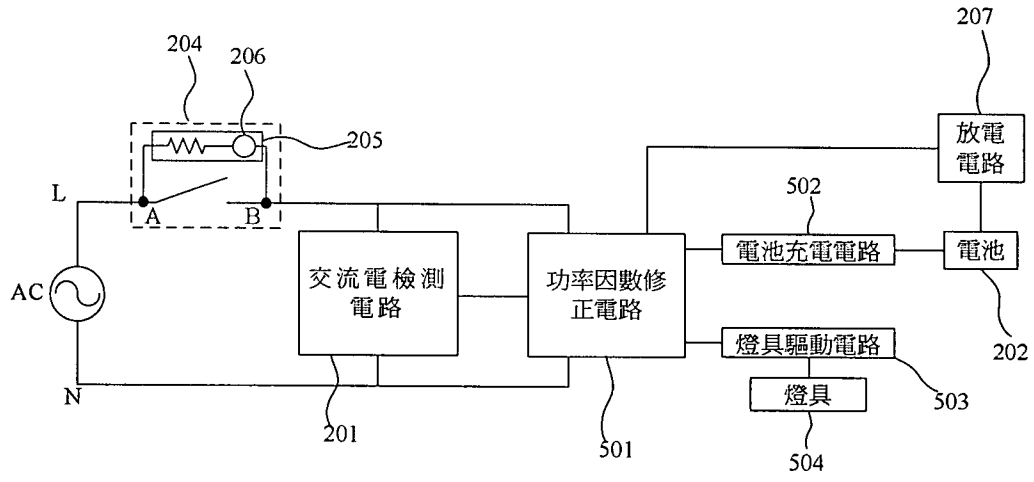 207
204
206
放電
電路
205
502
L
A
B
電池充電電路
電池
交流電檢測
電路
功率因數修
正電路
AC
燈具驅動電路
202
N
燈具
503
201
501
504